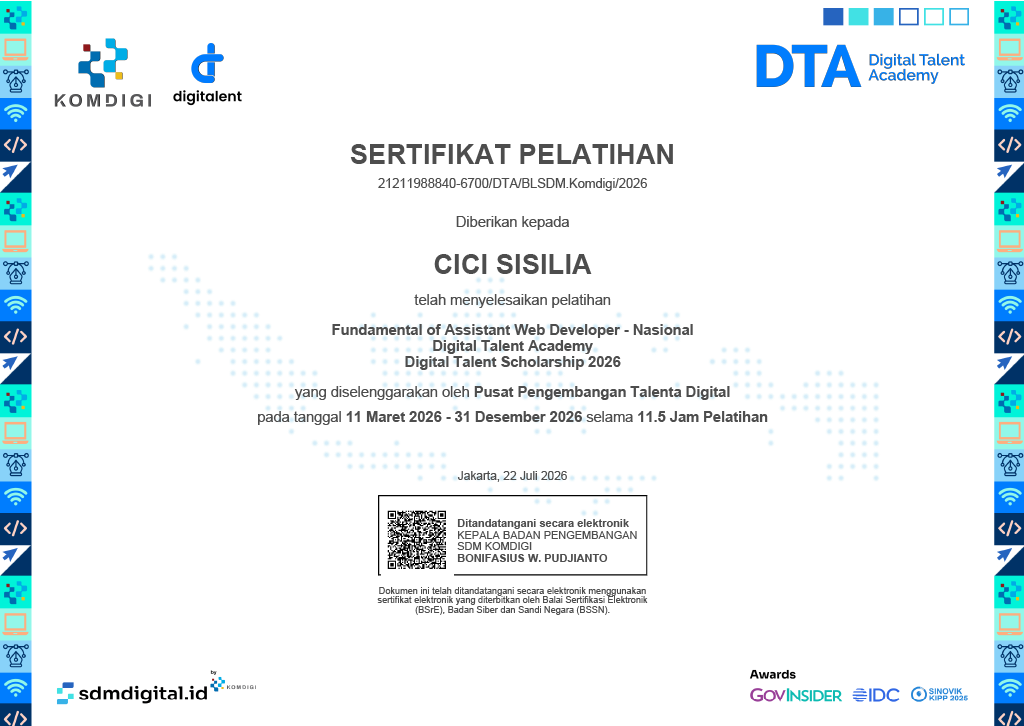 KOMDIGI
digitalent
DTA Digital Talent
Academy
SERTIFIKAT PELATIHAN
21211988840-6700/DTA/BLSDM.Komdigi/2026
Diberikan kepada
CICI SISILIA
telah menyelesaikan pelatihan
Fundamental of Assistant Web Developer - Nasional
Digital Talent Academy
Digital Talent Scholarship 2026
yang diselenggarakan oleh Pusat Pengembangan Talenta Digital
pada tanggal 11 Maret 2026 - 31 Desember 2026 selama 11.5 Jam Pelatihan
Jakarta, 22 Juli 2026
Ditandatangani secara elektronik
KEPALA BADAN PENGEMBANGAN
SDM KOMDIGI
BONIFASIUS W. PUDJIANTO
Dokumen ini telah ditandatangani secara elektronik menggunakan
sertifikat elektronik yang diterbitkan oleh Balai Sertifikasi Elektronik
(BSrE), Badan Siber dan Sandi Negara (BSSN).
sdmdigital.id
by
KOMDIGI
Awards
GOVINSIDER
IDC
SINOVIK
KIPP 2025